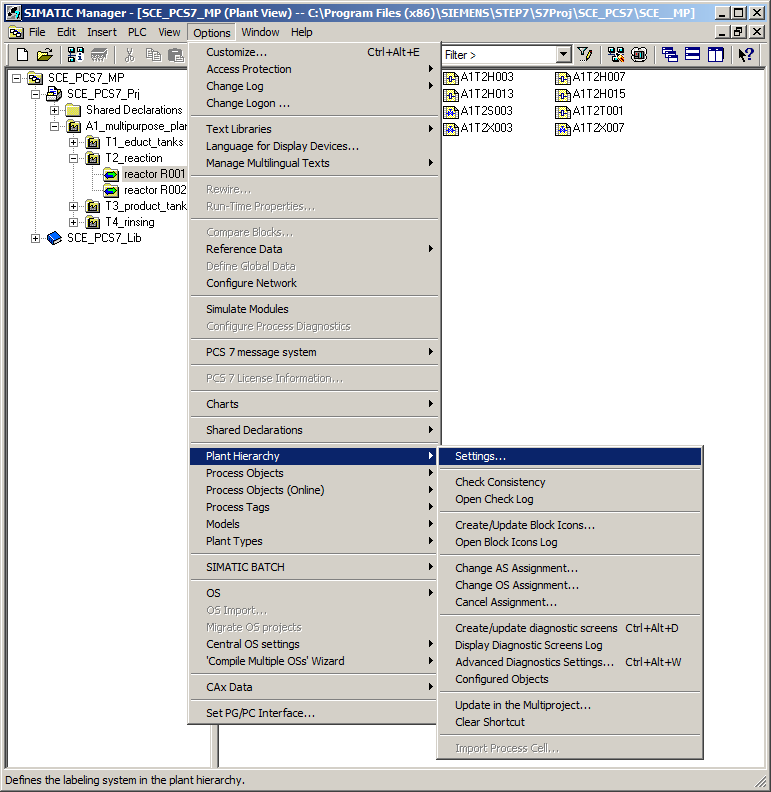 SIMATIC Manager - [SCE_PCS7_MP (Plant View) -- C:\Program Files (x86)\SIEMENS\STEP7\S7Proj\SCE_PCS7\SCE__MP]
File Edit Insert PLC View Options Window Help
Filter >
SCE_PCS7_MP
SCE_PCS7_Prj
Shared Declarations
A1_multipurpose_plan
T1_educt_tanks
T2_reaction
reactor R001
reactor R002
T3_product_tank
T4_rinsing
SCE_PCS7_Lib
Customize... Ctrl+Alt+E
Access Protection
Change Log
Change Logon ...
Text Libraries
Language for Display Devices...
Manage Multilingual Texts
Rewire...
Run-Time Properties...
Compare Blocks...
Reference Data
Define Global Data
Configure Network
Simulate Modules
Configure Process Diagnostics
PCS 7 message system
PCS 7 License Information...
Charts
Shared Declarations
Plant Hierarchy
Process Objects
Process Objects (Online)
Process Tags
Models
Plant Types
SIMATIC BATCH
OS
OS Import...
Migrate OS projects
Central OS settings
'Compile Multiple OSs' Wizard
CAx Data
Set PG/PC Interface...
A1T2H003 A1T2H007
A1T2H013 A1T2H015
A1T2S003 A1T2T001
A1T2X003 A1T2X007
Settings...
Check Consistency
Open Check Log
Create/Update Block Icons...
Open Block Icons Log
Change AS Assignment...
Change OS Assignment...
Cancel Assignment...
Create/update diagnostic screens Ctrl+Alt+D
Display Diagnostic Screens Log
Advanced Diagnostics Settings... Ctrl+Alt+W
Configured Objects
Update in the Multiproject...
Clear Shortcut
Import Process Cell...
Defines the labeling system in the plant hierarchy.